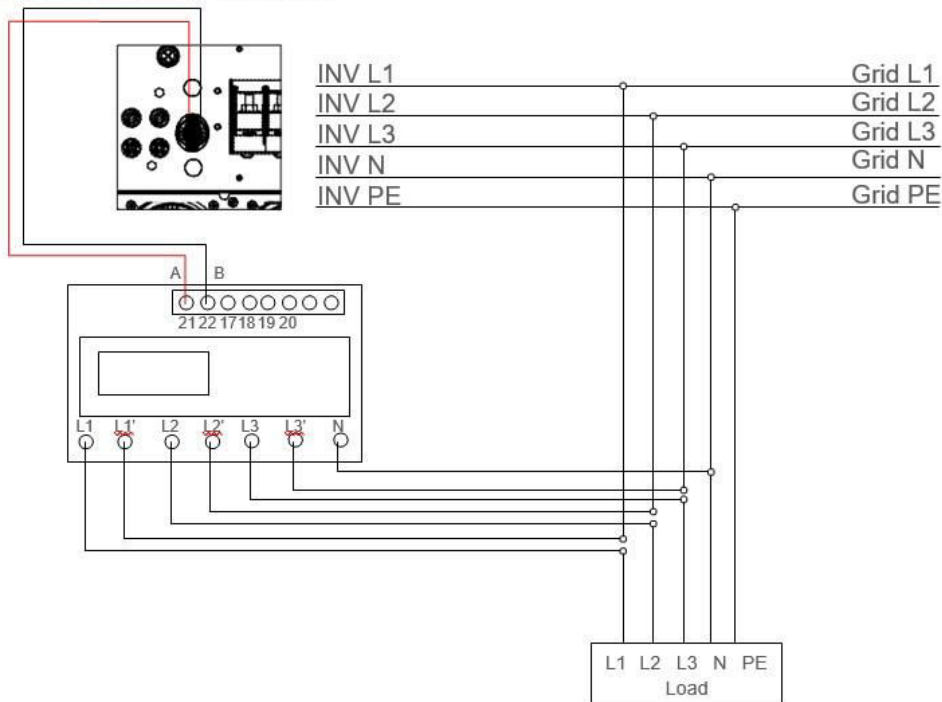 INV L1 Grid L1
INV L2 Grid L2
INV L3 Grid L3
INV N Grid N
INV PE Grid PE
A B
21 22 17 18 19 20
L1 L1' L2 L2' L3 L3' N
L1 L2 L3 N PE
Load